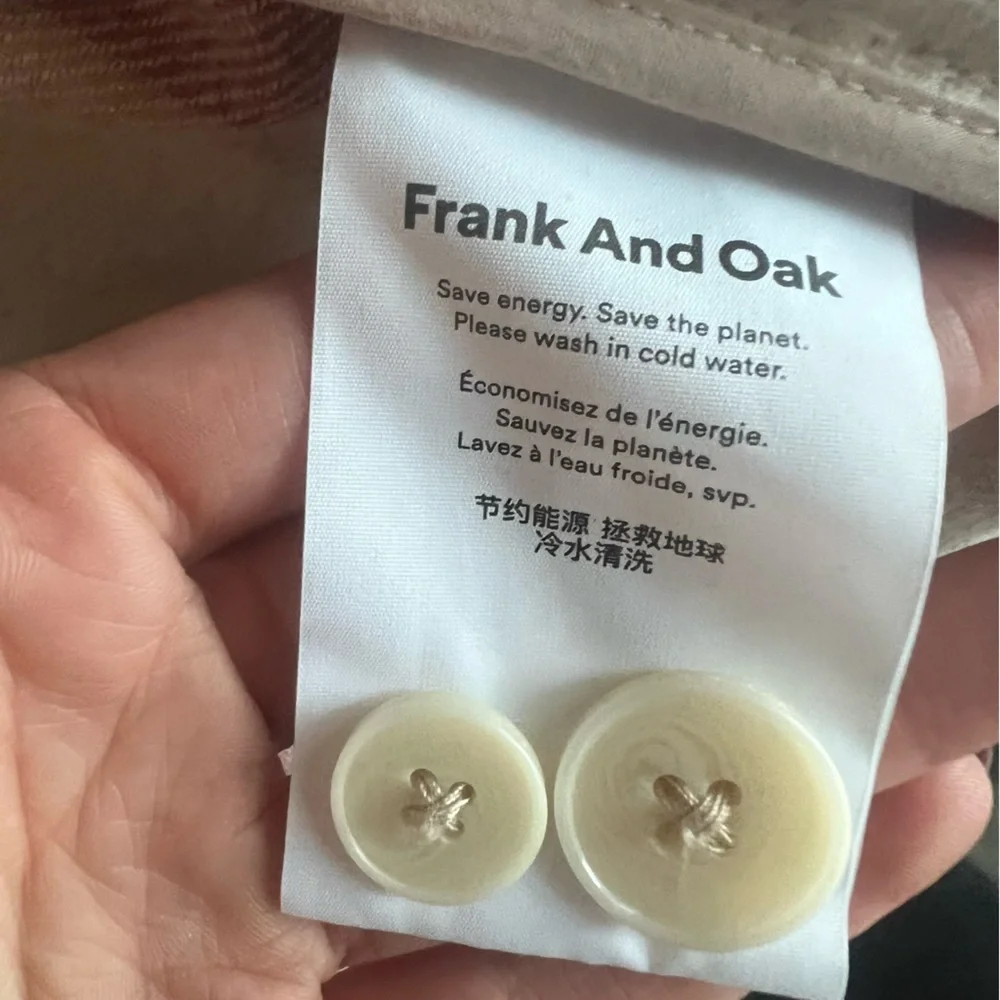 Frank And Oak
Save energy. Save the planet.
Please wash in cold water.
Économisez de l'énergie.
Sauvez la planète.
Lavez à l'eau froide, svp.
节约能源 拯救地球
冷水清洗